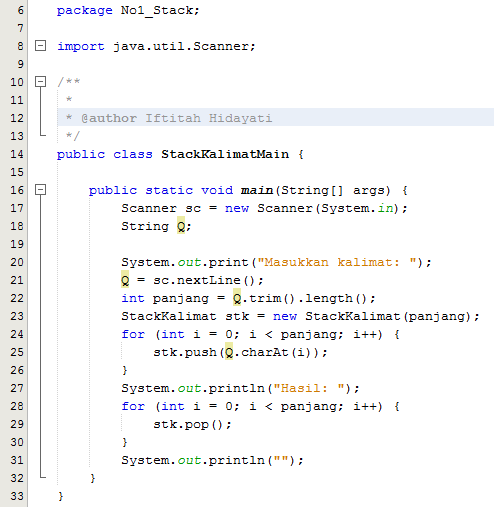 6 package No1_Stack;
7
8 import java.util.Scanner;
9
10 /**
11 *
12 * @author Iftitah Hidayati
13 */
14 public class StackKalimatMain {
15
16 public static void main(String[] args) {
17 Scanner sc = new Scanner(System.in);
18 String Q;
19
20 System.out.print("Masukkan kalimat: ");
21 Q = sc.nextLine();
22 int panjang = Q.trim().length();
23 StackKalimat stk = new StackKalimat(panjang);
24 for (int i = 0; i < panjang; i++) {
25 stk.push(Q.charAt(i));
26 }
27 System.out.println("Hasil: ");
28 for (int i = 0; i < panjang; i++) {
29 stk.pop();
30 }
31 System.out.println("");
32 }
33 }